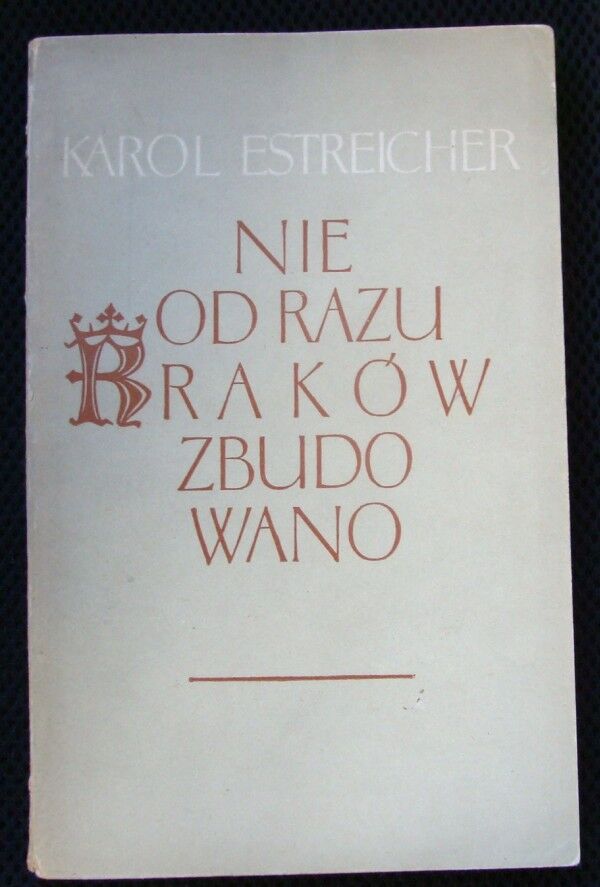 KAROL ESTREICHER
NIE
OD RAZU
KRAKÓW
ZBUDO
WANO